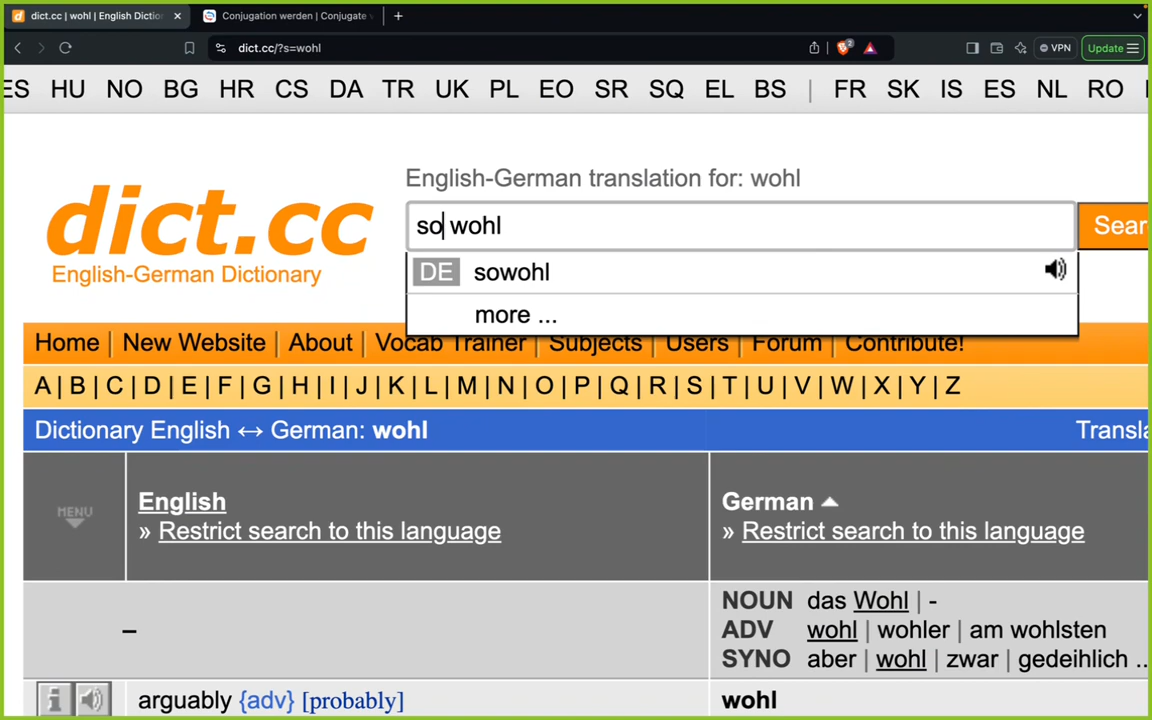 dict.cc | wohl | English Dictio
Conjugation werden | Conjugate
dict.cc/?s=wohl
2
VPN
Update
ES HU NO BG HR CS DA TR UK PL EO SR SQ EL BS | FR SK IS ES NL RO
English-German translation for: wohl
dict.cc
English-German Dictionary
so wohl
Sear
DE sowohl
more ...
Home | New Website | About | Vocab Trainer | Subjects | Users | Forum | Contribute!
A | B | C | D | E | F | G | H | I | J | K | L | M | N | O | P | Q | R | S | T | U | V | W | X | Y | Z
Dictionary English ↔ German: wohl
Transla
MENU
English
» Restrict search to this language
German
» Restrict search to this language
–
NOUN das Wohl | -
ADV wohl | wohler | am wohlsten
SYNO aber | wohl | zwar | gedeihlich ..
arguably {adv} [probably]
wohl